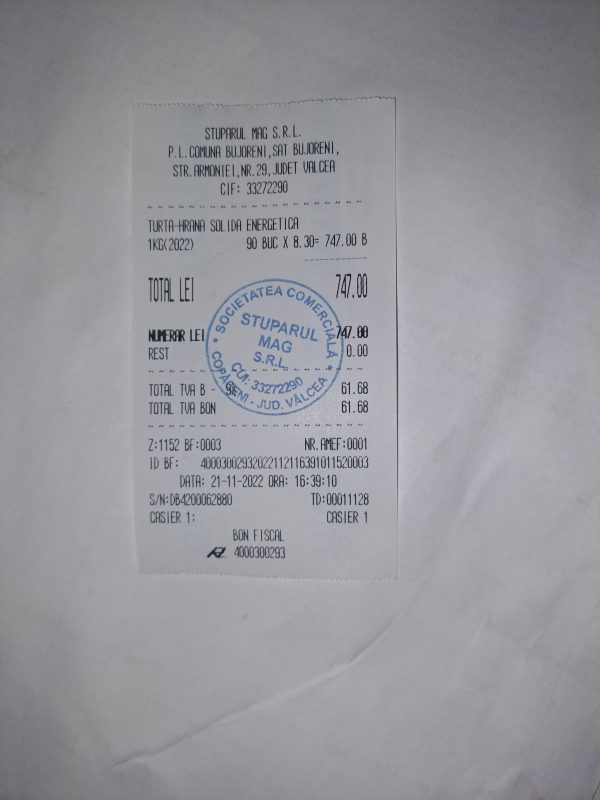 STUPARUL MAG S.R.L.
P.L. COMUNA BUJORENI, SAT BUJORENI,
STR. ARMONIEI, NR. 29, JUDET VALCEA
CIF: 33272290
TURTA-HRANA SOLIDA ENERGETICA
1KG(2022) 90 BUC X 8.30= 747.00 B
TOTAL LEI 747.00
NUMERAR LEI 747.00
REST 0.00
SOCIETATEA COMERCIALĂ
STUPARUL
MAG
S.R.L.
CUI: 33272290
COPĂCENI - JUD. VÂLCEA
TOTAL TVA B - 9% 61.68
TOTAL TVA BON 61.68
Z:1152 BF:0003 NR.AMEF:0001
ID BF: 40003002932022112116391011520003
DATA: 21-11-2022 ORA: 16:39:10
S/N:DB4200062880 TD:00011128
CASIER 1: CASIER 1
BON FISCAL
4000300293